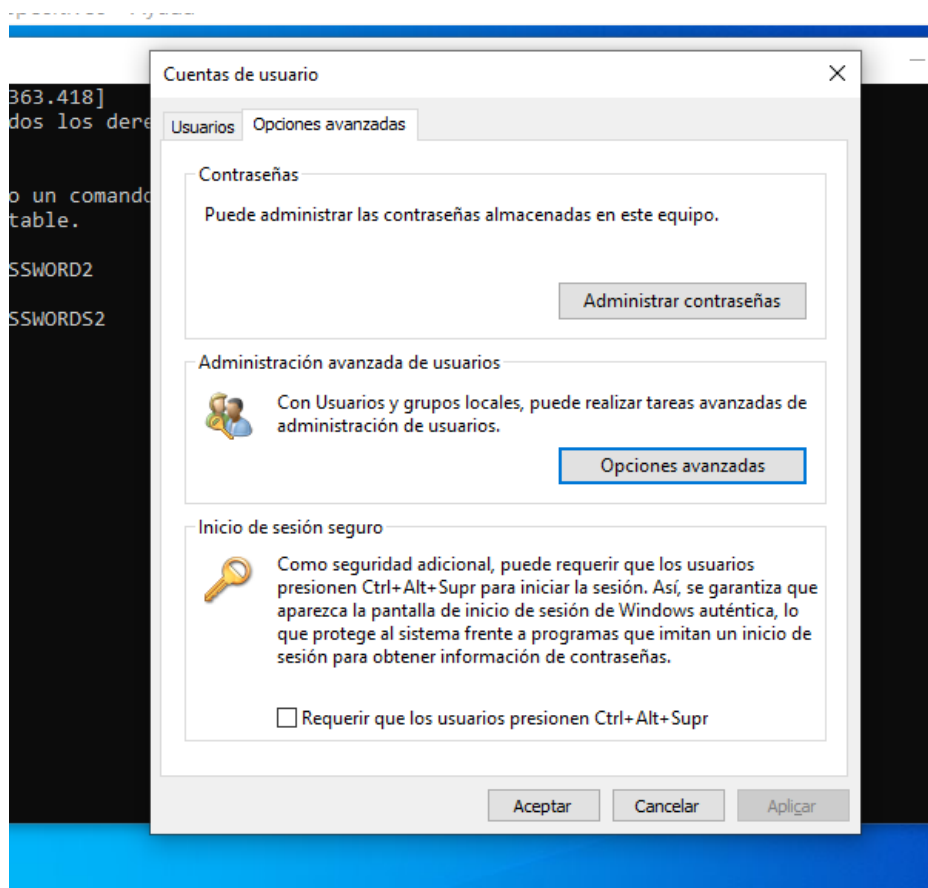 Cuentas de usuario
363.418]
dos los dere
Usuarios Opciones avanzadas
Contraseñas
o un comando
Puede administrar las contraseñas almacenadas en este equipo.
table.
SSWORD2
Administrar contraseñas
SSWORDS2
Administración avanzada de usuarios
Con Usuarios y grupos locales, puede realizar tareas avanzadas de
administración de usuarios.
Opciones avanzadas
Inicio de sesión seguro
Como seguridad adicional, puede requerir que los usuarios
presionen Ctrl+Alt+Supr para iniciar la sesión. Así, se garantiza que
aparezca la pantalla de inicio de sesión de Windows auténtica, lo
que protege al sistema frente a programas que imitan un inicio de
sesión para obtener información de contraseñas.
Requerir que los usuarios presionen Ctrl+Alt+Supr
Aceptar Cancelar Aplicar